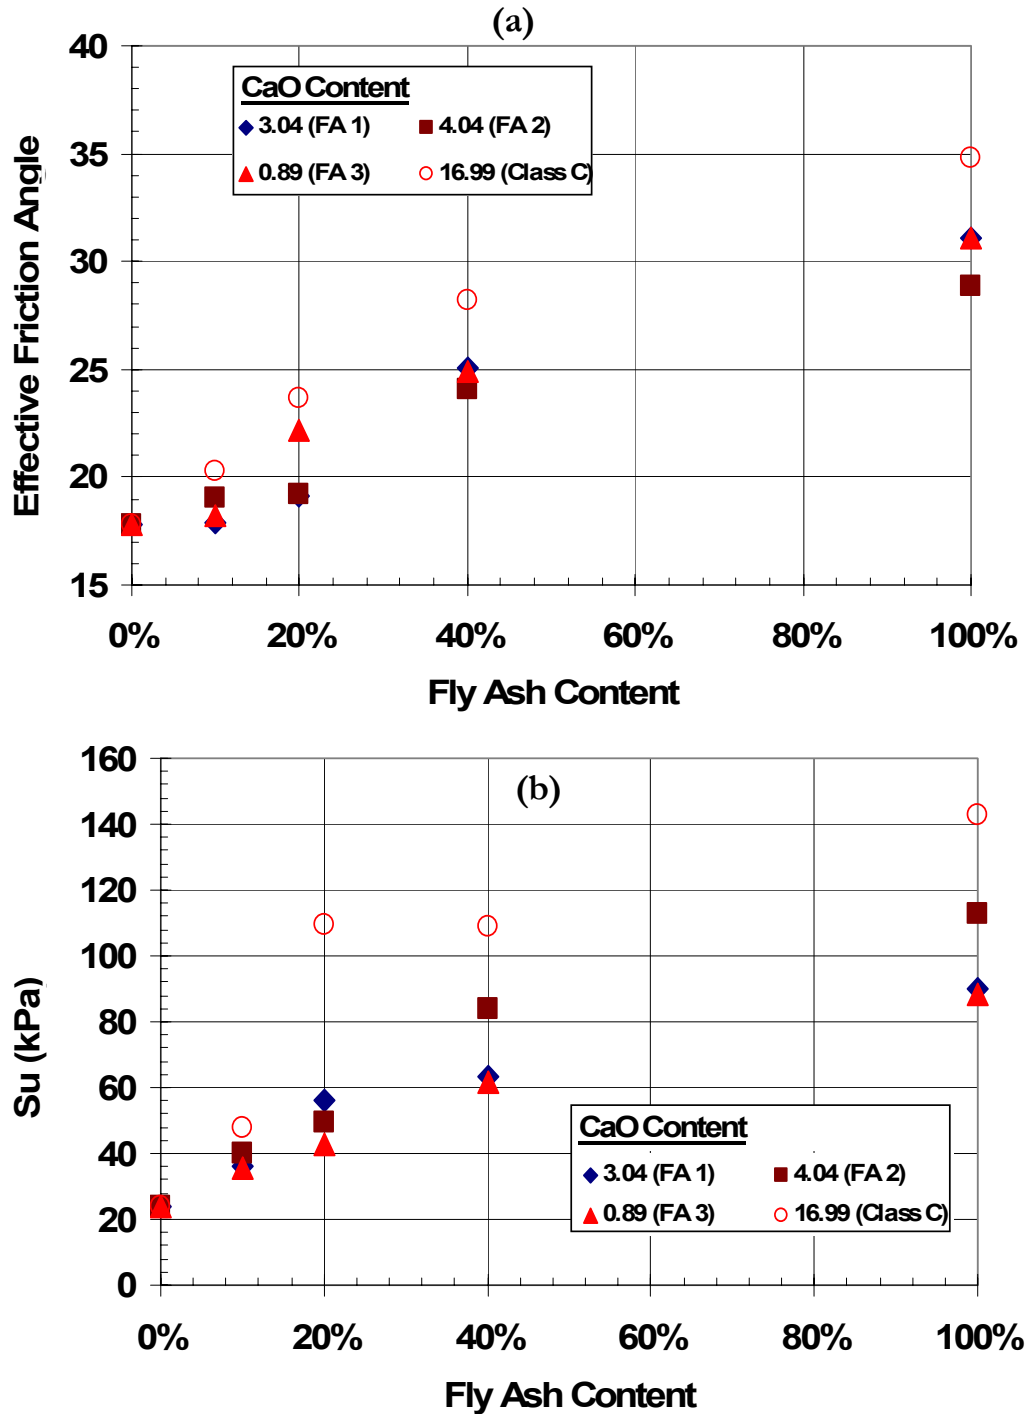 (a)
40
35
30
25
20
15
Effective Friction Angle
CaO Content
3.04 (FA 1) 4.04 (FA 2)
0.89 (FA 3) 16.99 (Class C)
0% 20% 40% 60% 80% 100%
Fly Ash Content
(b)
160
140
120
100
80
60
40
20
0
Su (kPa)
CaO Content
3.04 (FA 1) 4.04 (FA 2)
0.89 (FA 3) 16.99 (Class C)
0% 20% 40% 60% 80% 100%
Fly Ash Content